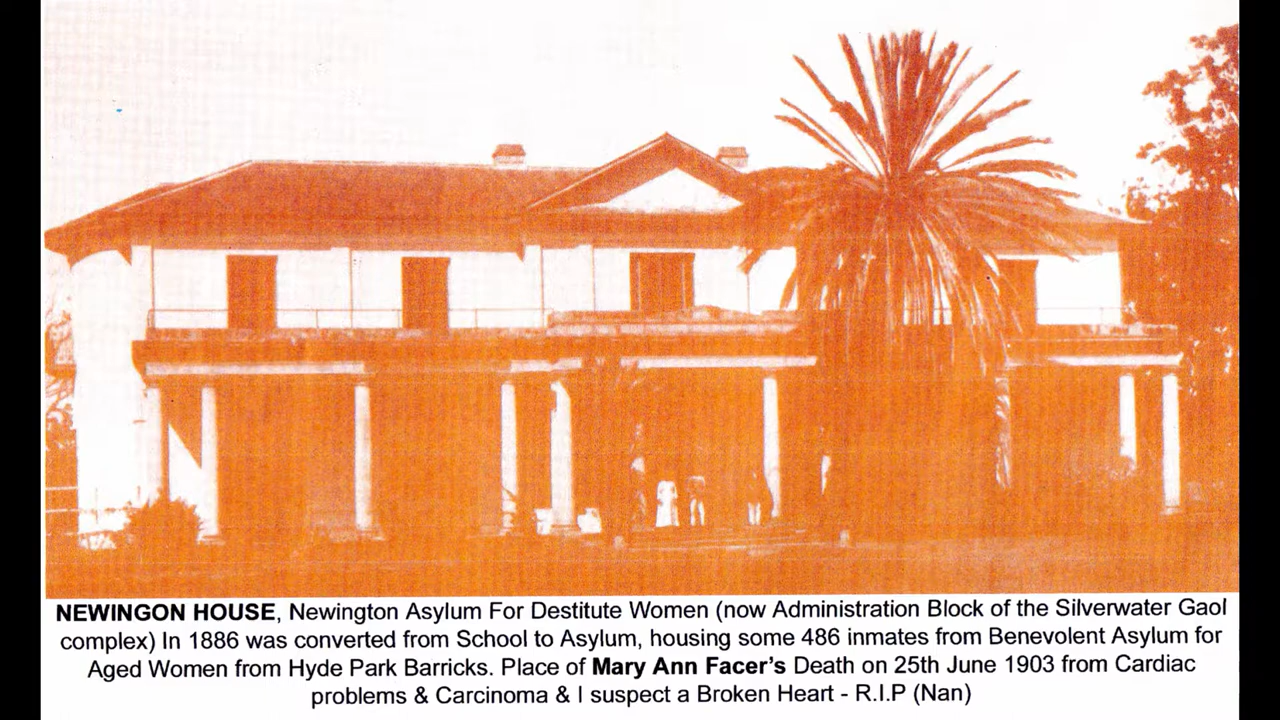 NEWINGON HOUSE, Newington Asylum For Destitute Women (now Administration Block of the Silverwater Gaol
complex) In 1886 was converted from School to Asylum, housing some 486 inmates from Benevolent Asylum for
Aged Women from Hyde Park Barricks. Place of Mary Ann Facer's Death on 25th June 1903 from Cardiac
problems & Carcinoma & I suspect a Broken Heart - R.I.P (Nan)